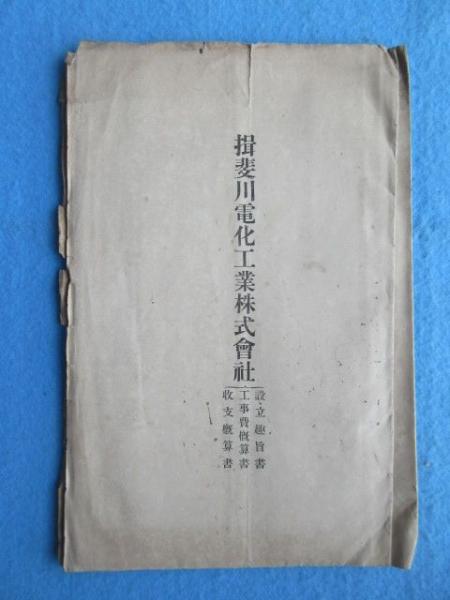 揖斐川電化工業株式會社
設立趣旨書
工事費概算書
收支概算書